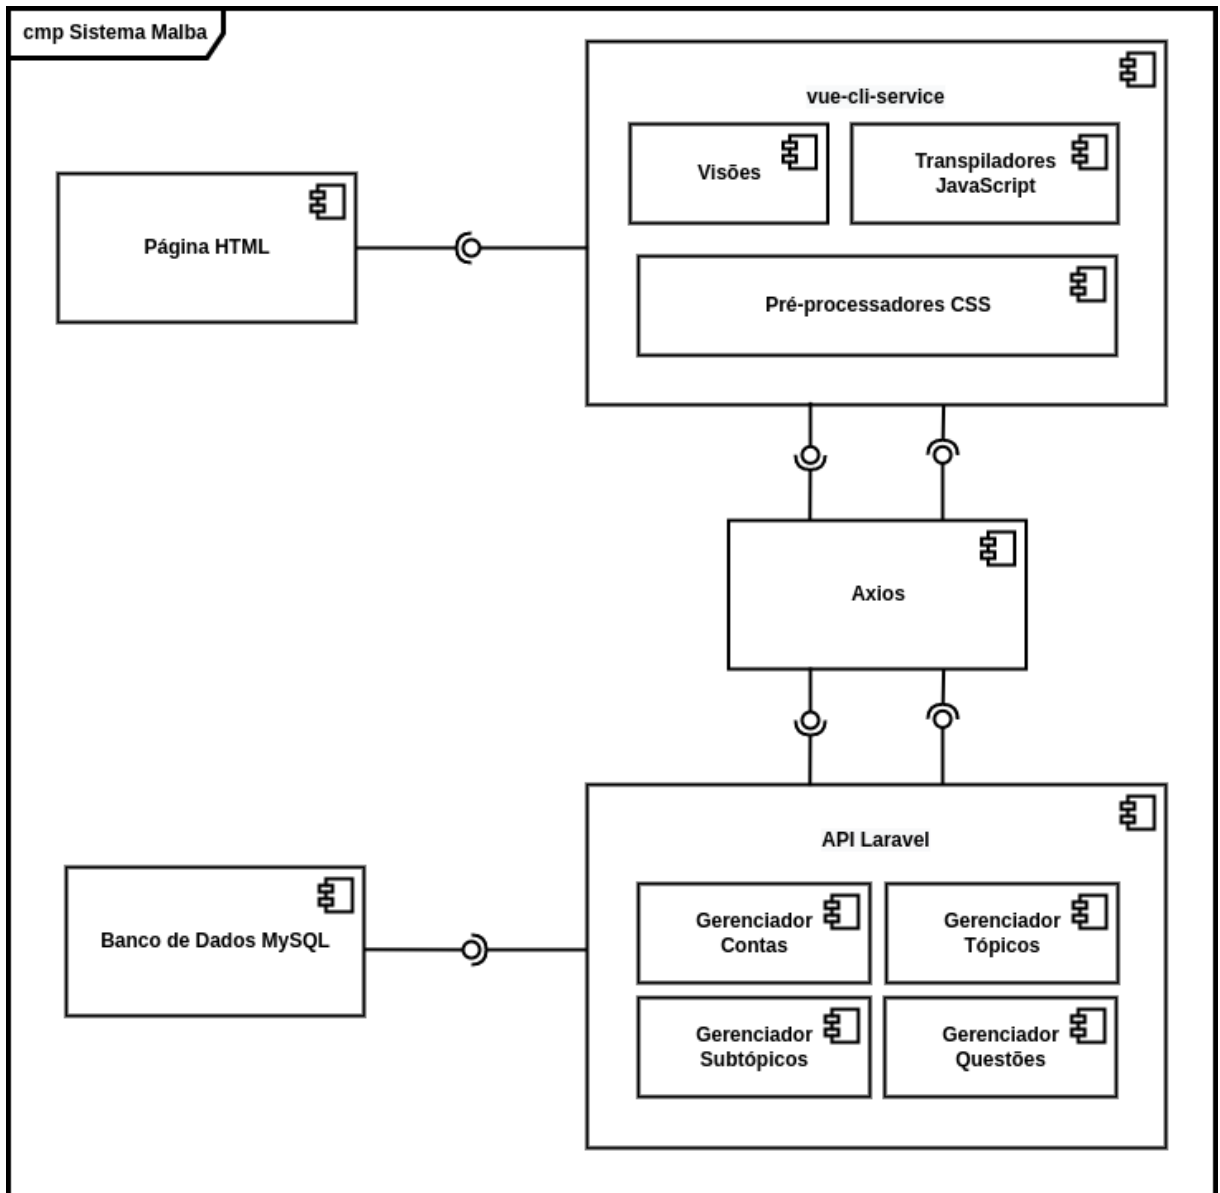 cmp Sistema Malba
vue-cli-service
Visões
Transpiladores
JavaScript
Página HTML
Pré-processadores CSS
Axios
API Laravel
Gerenciador
Contas
Gerenciador
Tópicos
Banco de Dados MySQL
Gerenciador
Subtópicos
Gerenciador
Questões